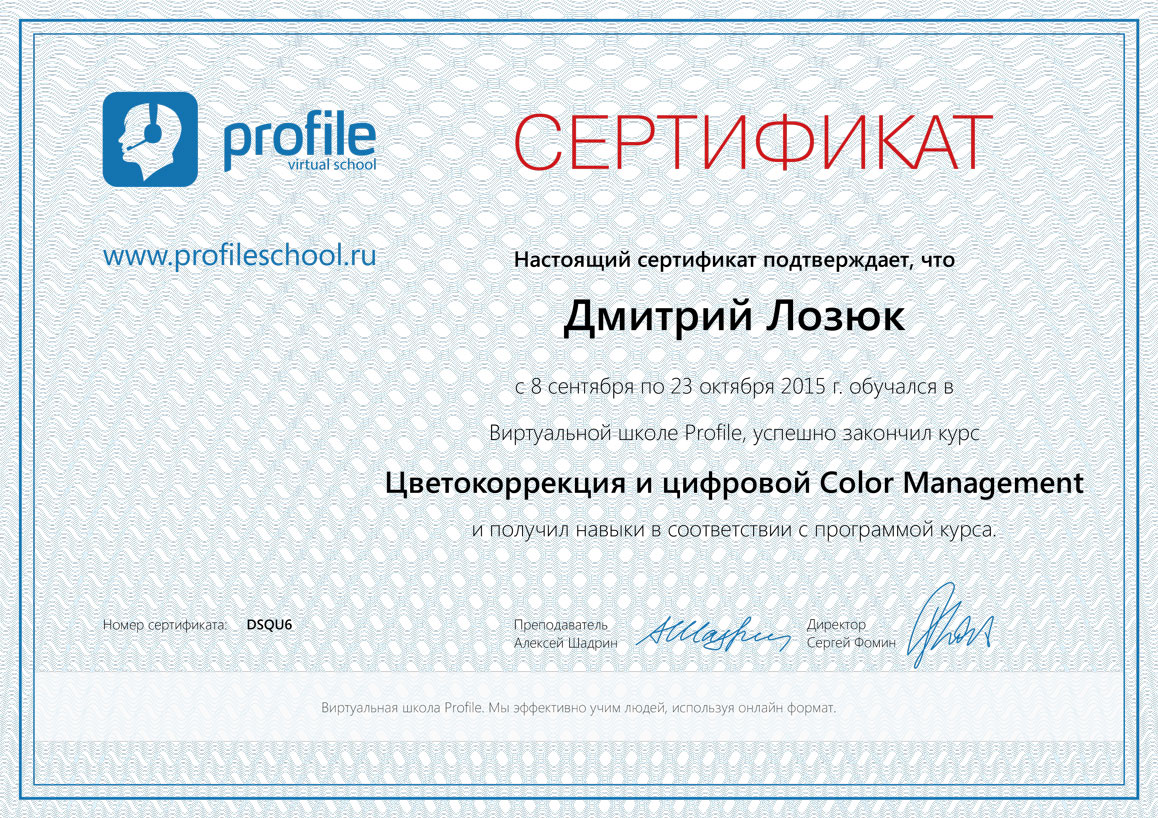 profile
virtual school
СЕРТИФИКАТ
www.profileschool.ru
Настоящий сертификат подтверждает, что
Дмитрий Лозюк
с 8 сентября по 23 октября 2015 г. обучался в
Виртуальной школе Profile, успешно закончил курс
Цветокоррекция и цифровой Color Management
и получил навыки в соответствии с программой курса.
Номер сертификата: DSQU6
Преподаватель
Алексей Шадрин
Директор
Сергей Фомин
Виртуальная школа Profile. Мы эффективно учим людей, используя онлайн формат.